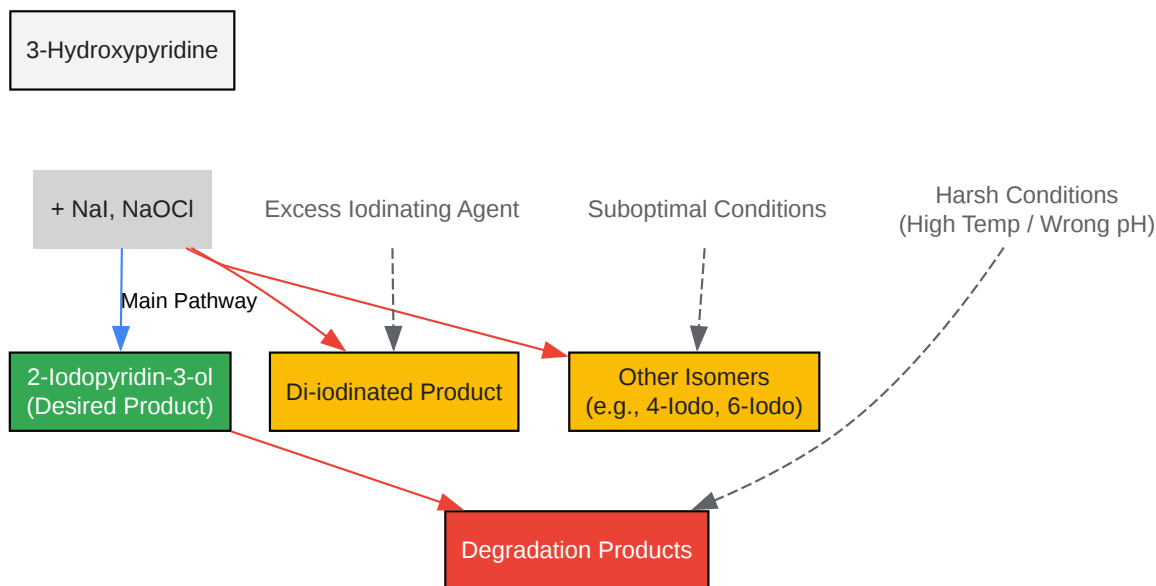 3-Hydroxypyridine
+ NaI, NaOCl
Excess Iodinating Agent
Suboptimal Conditions
Harsh Conditions
(High Temp / Wrong pH)
Main Pathway
2-Iodopyridin-3-ol
(Desired Product)
Di-iodinated Product
Other Isomers
(e.g., 4-Iodo, 6-Iodo)
Degradation Products